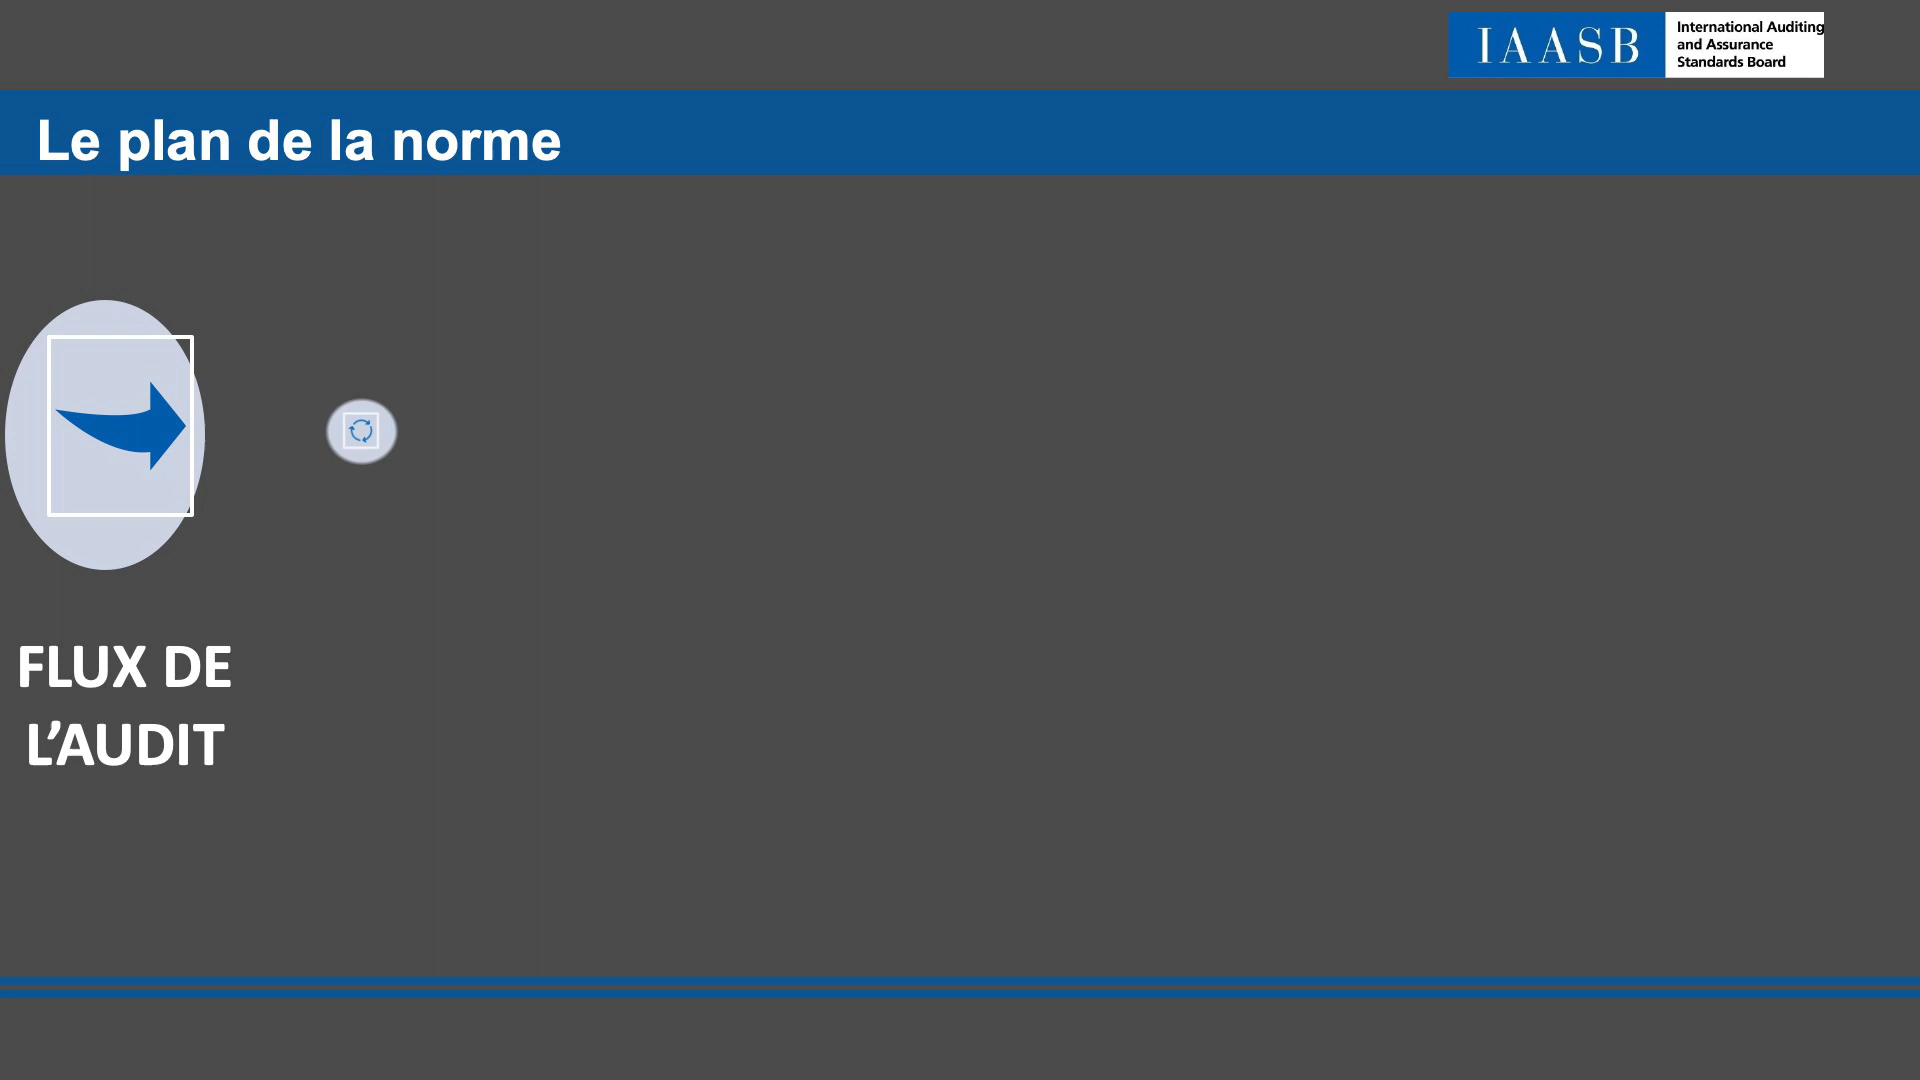 IAASB
International Auditing
and Assurance
Standards Board
Le plan de la norme
FLUX DE
L’AUDIT